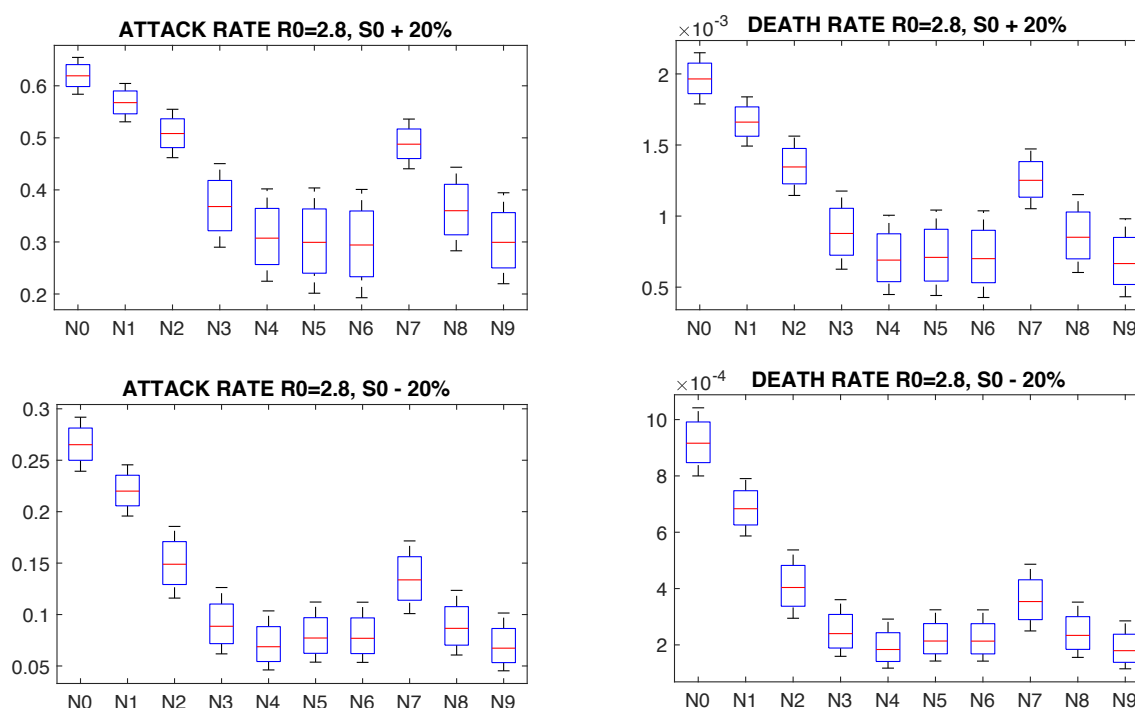 ATTACK RATE R0=2.8, S0 + 20%
0.6
0.5
0.4
0.3
0.2
N0 N1 N2 N3 N4 N5 N6 N7 N8 N9
×10⁻³
DEATH RATE R0=2.8, S0 + 20%
2
1.5
1
0.5
N0 N1 N2 N3 N4 N5 N6 N7 N8 N9
ATTACK RATE R0=2.8, S0 - 20%
0.3
0.25
0.2
0.15
0.1
0.05
N0 N1 N2 N3 N4 N5 N6 N7 N8 N9
×10⁻⁴
DEATH RATE R0=2.8, S0 - 20%
10
8
6
4
2
N0 N1 N2 N3 N4 N5 N6 N7 N8 N9